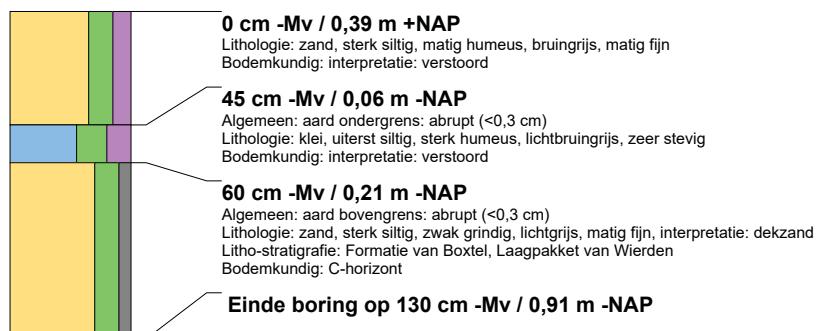 0 cm -Mv / 0,39 m +NAP
Lithologie: zand, sterk siltig, matig humeus, bruingrijs, matig fijn
Bodemkundig: interpretatie: verstoord
45 cm -Mv / 0,06 m -NAP
Algemeen: aard ondergrens: abrupt (<0,3 cm)
Lithologie: klei, uiterst siltig, sterk humeus, lichtbruingrijs, zeer stevig
Bodemkundig: interpretatie: verstoord
60 cm -Mv / 0,21 m -NAP
Algemeen: aard bovengrens: abrupt (<0,3 cm)
Lithologie: zand, sterk siltig, zwak grindig, lichtgrijs, matig fijn, interpretatie: dekzand
Litho-stratigrafie: Formatie van Boxtel, Laagpakket van Wierden
Bodemkundig: C-horizont
Einde boring op 130 cm -Mv / 0,91 m -NAP